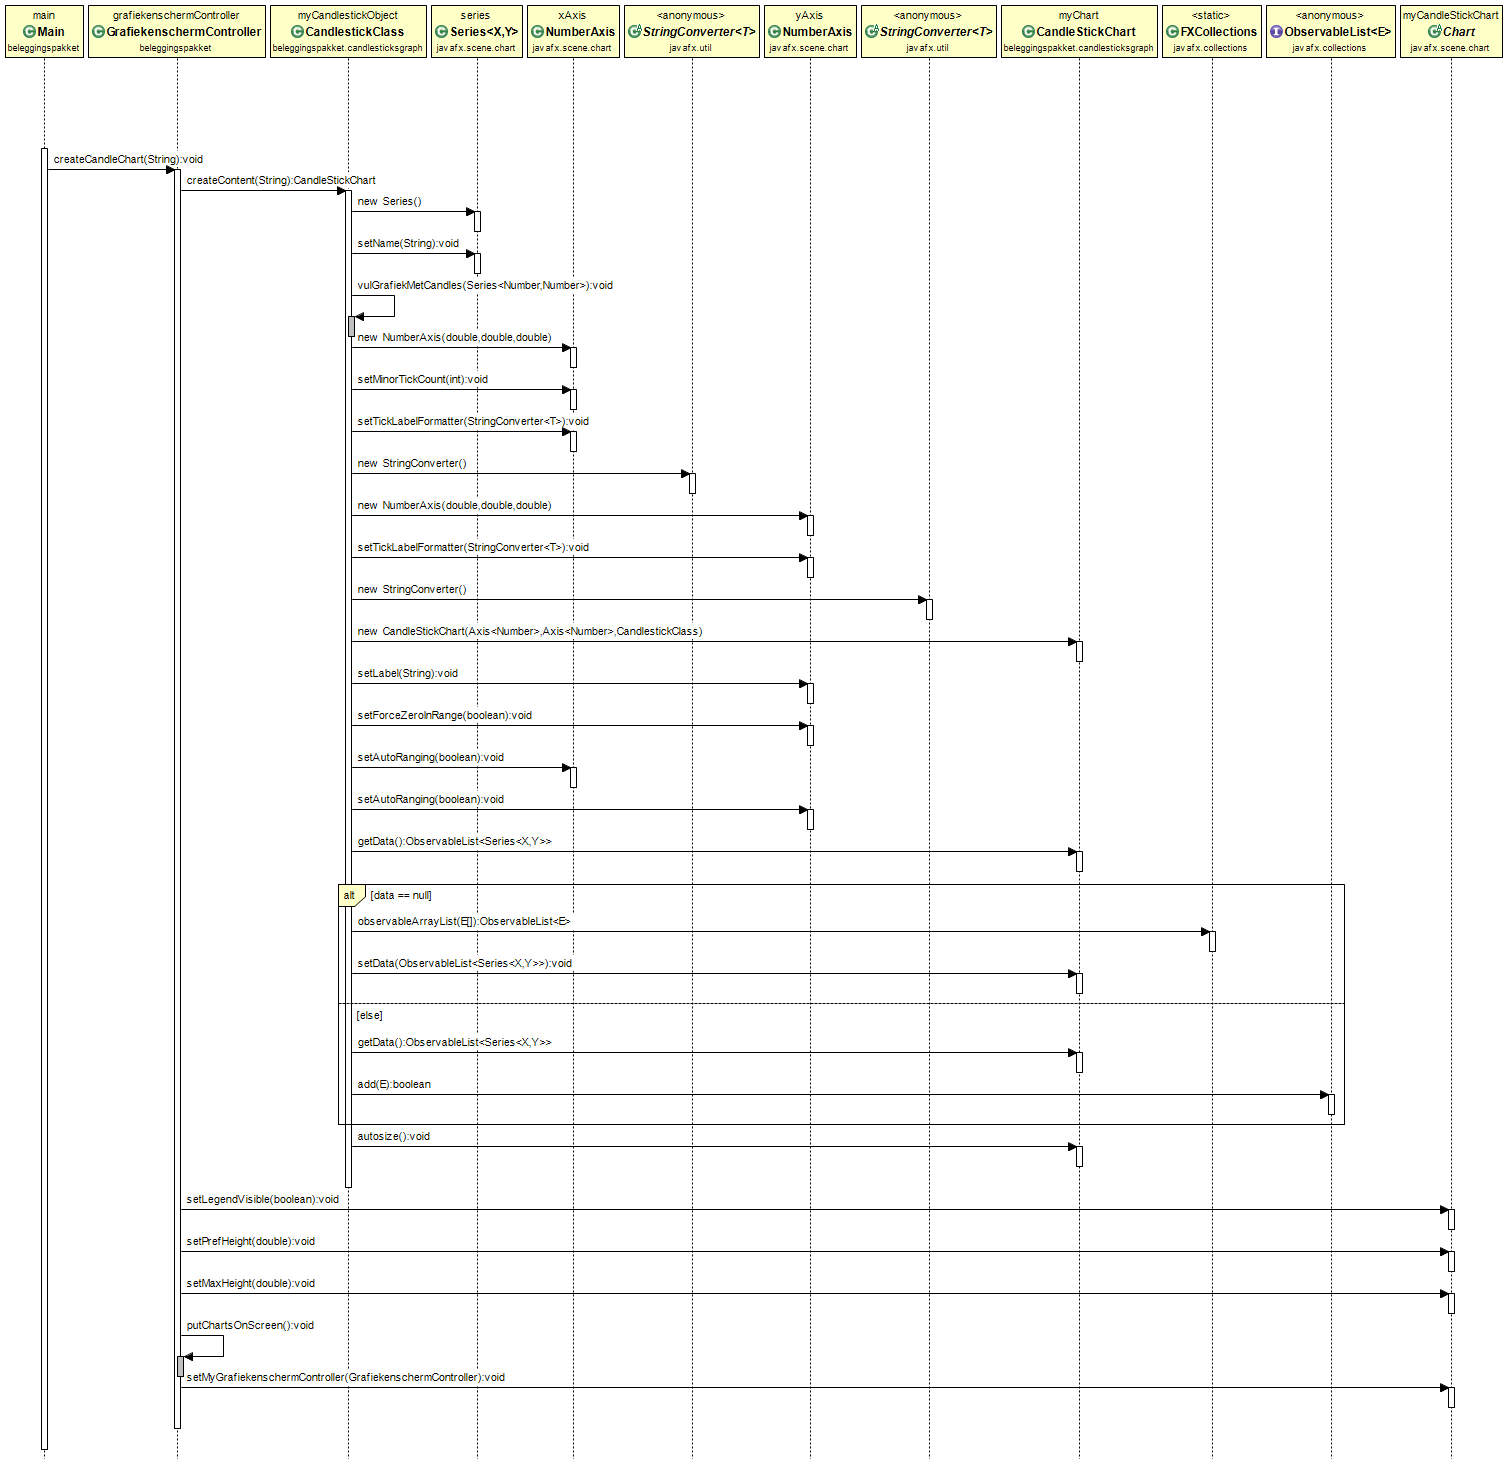 main
Main
beleggingspakket
grafiekenschermController
GrafiekenschermController
beleggingspakket
myCandlestickObject
CandlestickClass
beleggingspakket.candlesticksgraph
series
Series<X,Y>
javafx.scene.chart
xAxis
NumberAxis
javafx.scene.chart
<anonymous>
StringConverter<T>
javafx.util
yAxis
NumberAxis
javafx.scene.chart
<anonymous>
StringConverter<T>
javafx.util
myChart
CandleStickChart
beleggingspakket.candlesticksgraph
<static>
FXCollections
javafx.collections
<anonymous>
ObservableList<E>
javafx.collections
myCandleStickChart
Chart
javafx.scene.chart
createCandleChart(String):void
createContent(String):CandleStickChart
new Series()
setName(String):void
vulGrafiekMetCandles(Series<Number,Number>):void
new NumberAxis(double,double,double)
setMinorTickCount(int):void
setTickLabelFormatter(StringConverter<T>):void
new StringConverter()
new NumberAxis(double,double,double)
setTickLabelFormatter(StringConverter<T>):void
new StringConverter()
new CandleStickChart(Axis<Number>,Axis<Number>,CandlestickClass)
setLabel(String):void
setForceZeroInRange(boolean):void
setAutoRanging(boolean):void
setAutoRanging(boolean):void
getData():ObservableList<Series<X,Y>>
alt [data == null]
observableArrayList(E[]):ObservableList<E>
setData(ObservableList<Series<X,Y>>):void
[else]
getData():ObservableList<Series<X,Y>>
add(E):boolean
autosize():void
setLegendVisible(boolean):void
setPrefHeight(double):void
setMaxHeight(double):void
putChartsOnScreen():void
setMyGrafiekenschermController(GrafiekenschermController):void